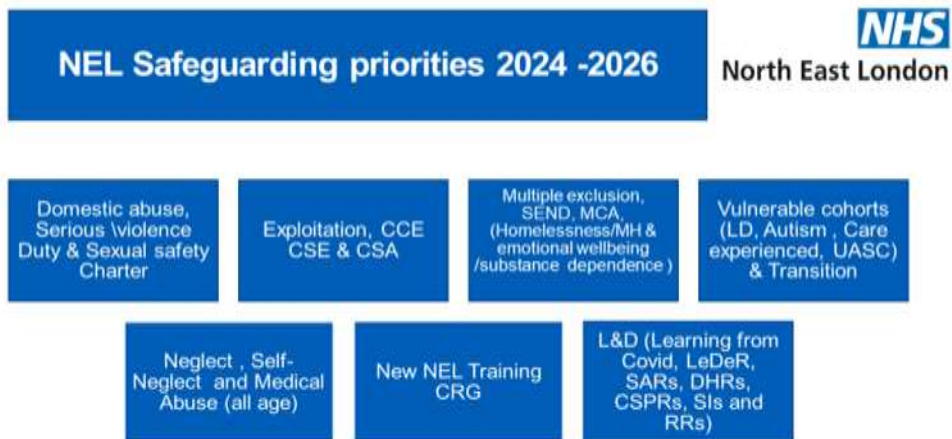 NEL Safeguarding priorities 2024 -2026
NHS
North East London
Domestic abuse,
Serious \violence
Duty & Sexual safety
Charter
Exploitation, CCE
CSE & CSA
Multiple exclusion,
SEND, MCA,
(Homelessness/MH &
emotional wellbeing
/substance dependence )
Vulnerable cohorts
(LD, Autism , Care
experienced, UASC)
& Transition
Neglect , Self-
Neglect and Medical
Abuse (all age)
New NEL Training
CRG
L&D (Learning from
Covid, LeDeR,
SARs, DHRs,
CSPRs, SIs and
RRs)